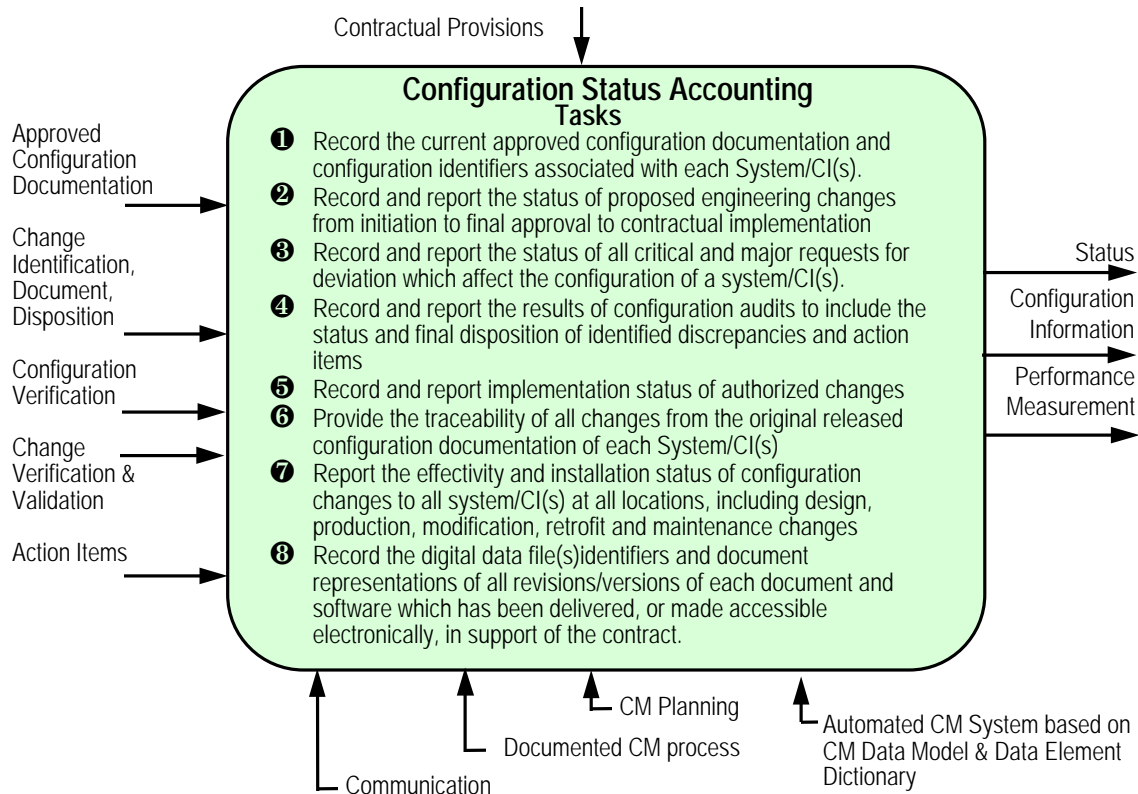 Contractual Provisions
Configuration Status Accounting
Tasks
❶ Record the current approved configuration documentation and
configuration identifiers associated with each System/CI(s).
❷ Record and report the status of proposed engineering changes
from initiation to final approval to contractual implementation
❸ Record and report the status of all critical and major requests for
deviation which affect the configuration of a system/CI(s).
❹ Record and report the results of configuration audits to include the
status and final disposition of identified discrepancies and action
items
❺ Record and report implementation status of authorized changes
❻ Provide the traceability of all changes from the original released
configuration documentation of each System/CI(s)
❼ Report the effectivity and installation status of configuration
changes to all system/CI(s) at all locations, including design,
production, modification, retrofit and maintenance changes
❽ Record the digital data file(s)identifiers and document
representations of all revisions/versions of each document and
software which has been delivered, or made accessible
electronically, in support of the contract.
Approved
Configuration
Documentation
Change
Identification,
Document,
Disposition
Configuration
Verification
Change
Verification &
Validation
Action Items
Status
Configuration
Information
Performance
Measurement
CM Planning
Documented CM process
Communication
Automated CM System based on
CM Data Model & Data Element
Dictionary